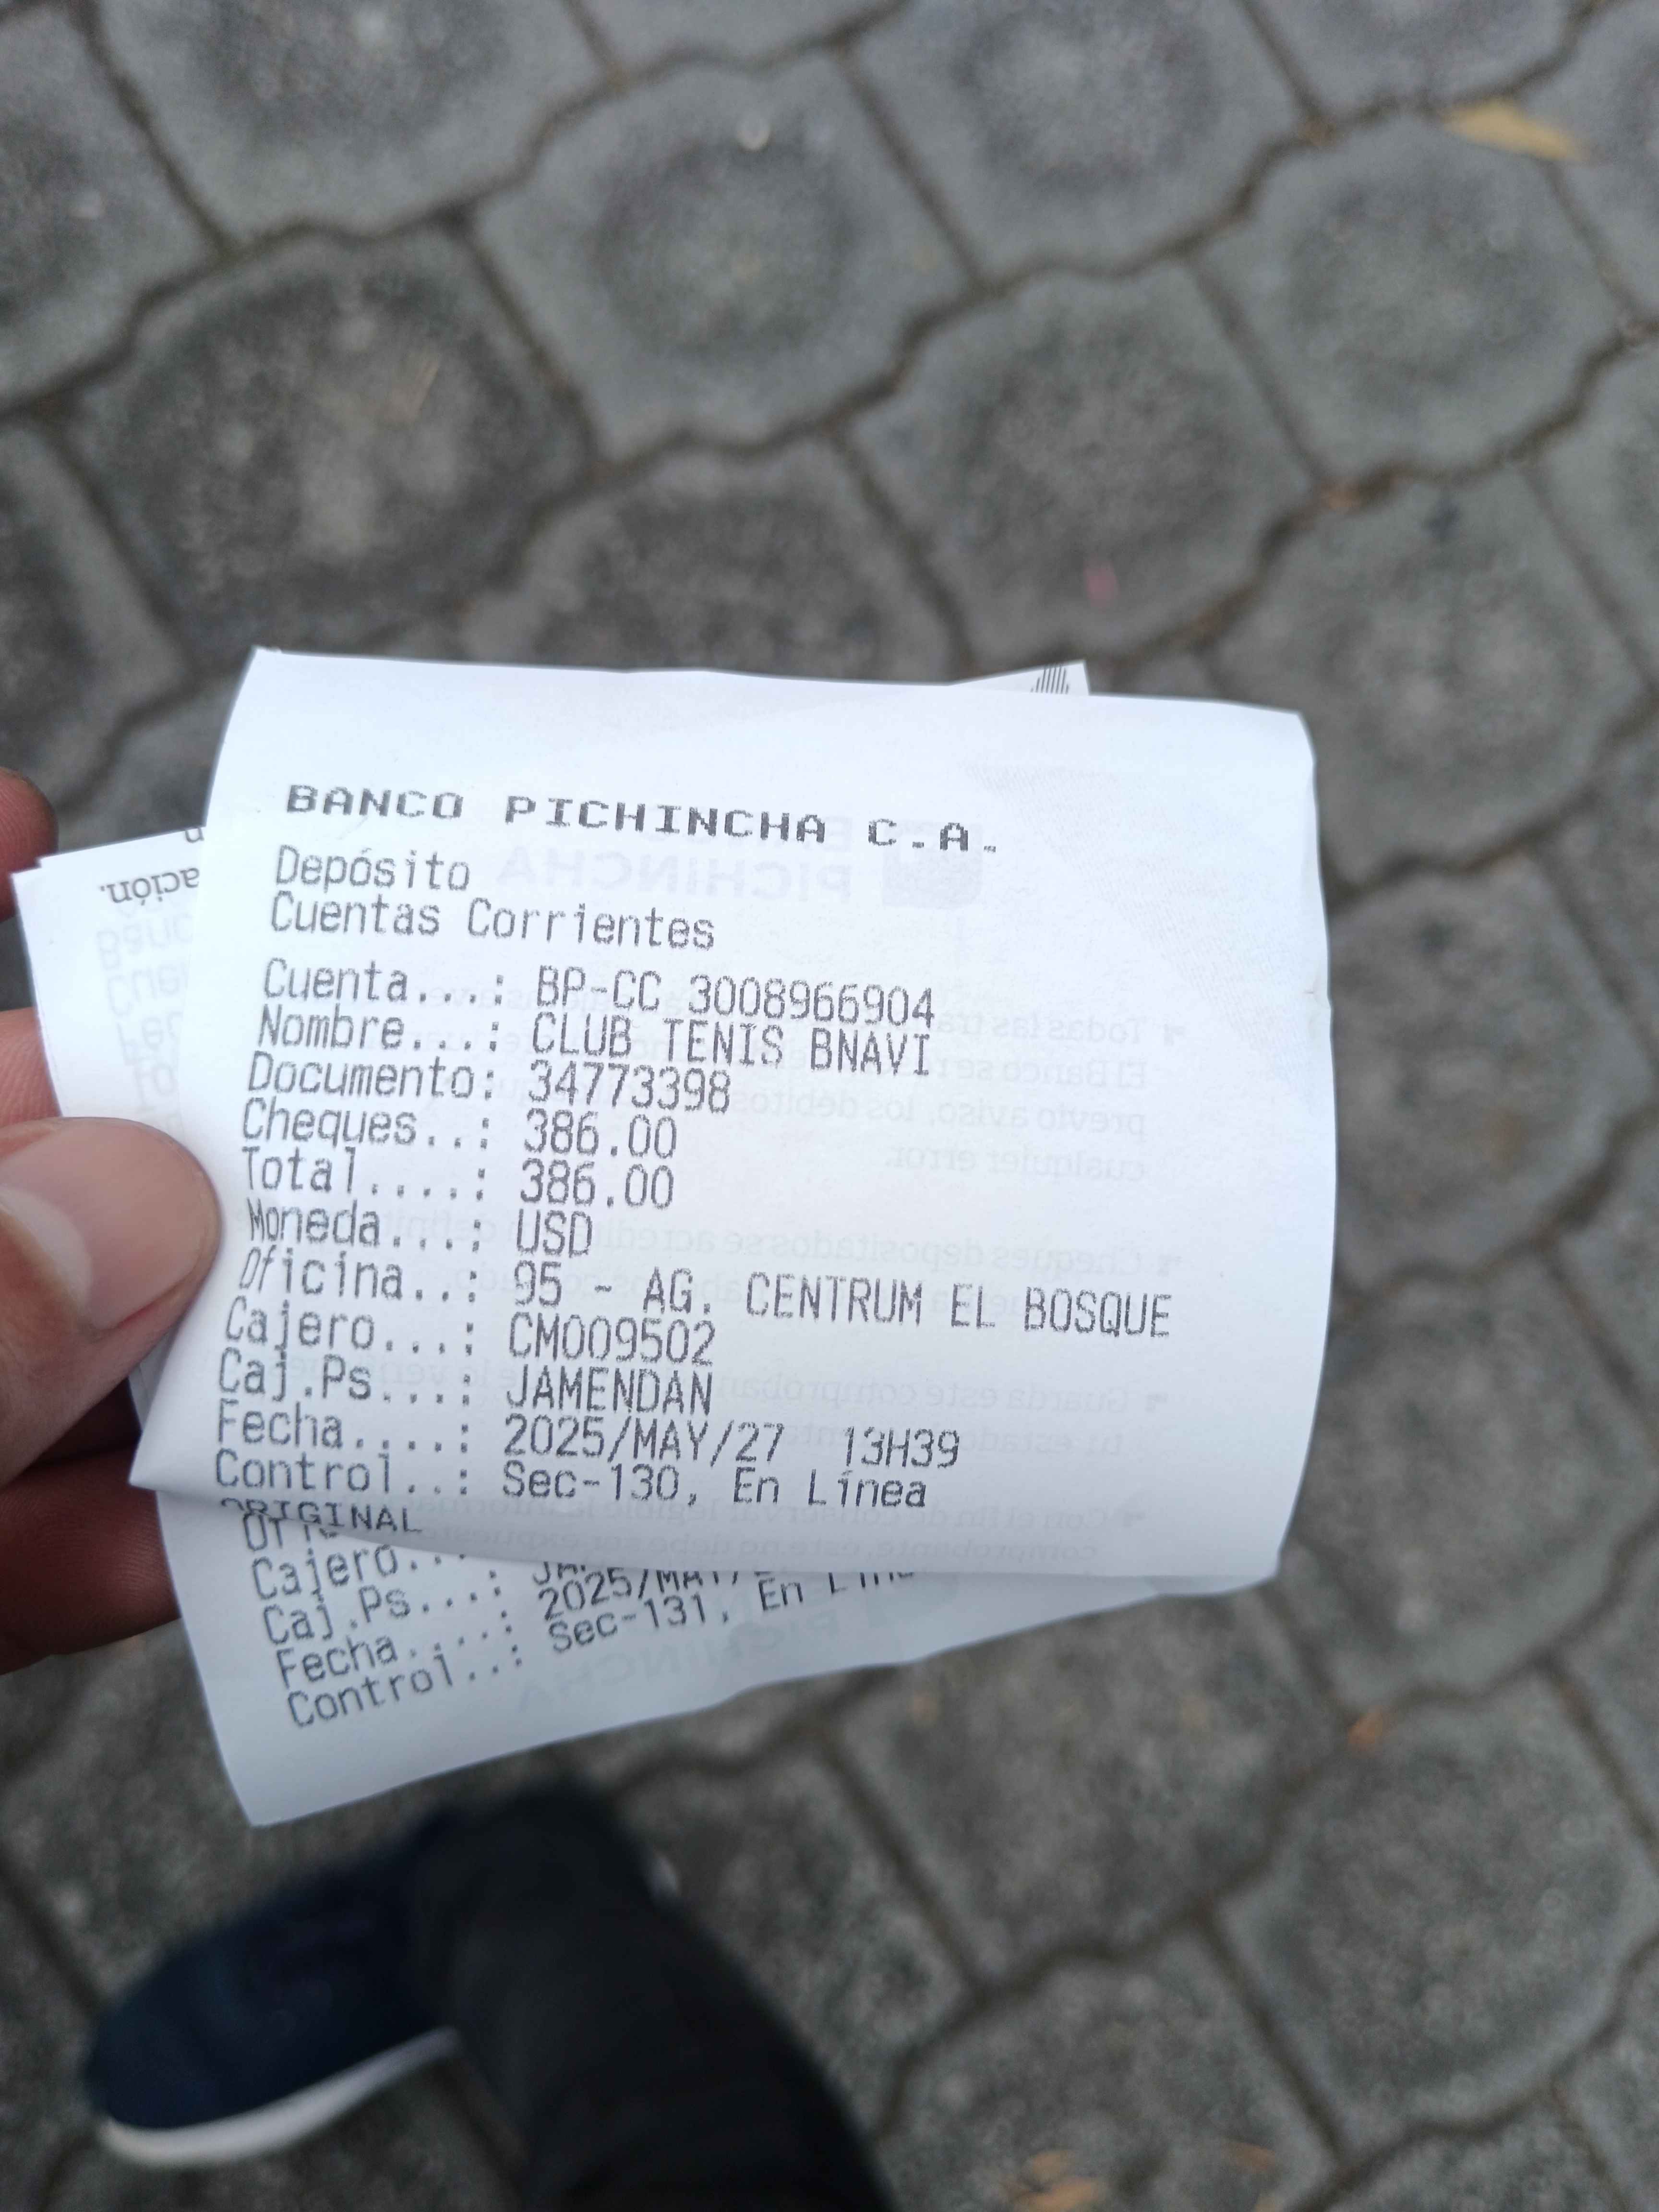 BANCO PICHINCHA C.A.
Depósito
Cuentas Corrientes
Cuenta...: BP-CC 3008966904
Nombre...: CLUB TENIS BNAVI
Documento: 34773398
Cheques..: 386.00
Total....: 386.00
Moneda...: USD
Oficina..: 95 - AG. CENTRUM EL BOSQUE
Cajero...: CM009502
Caj.Ps...: JAMENDAN
Fecha....: 2025/MAY/27 13H39
Control..: Sec-130, En Línea
ORIGINAL
Cajero...:
Caj.Ps...:
Fecha....: 2025/MAY/
Control..: Sec-131, En Línea
ación.